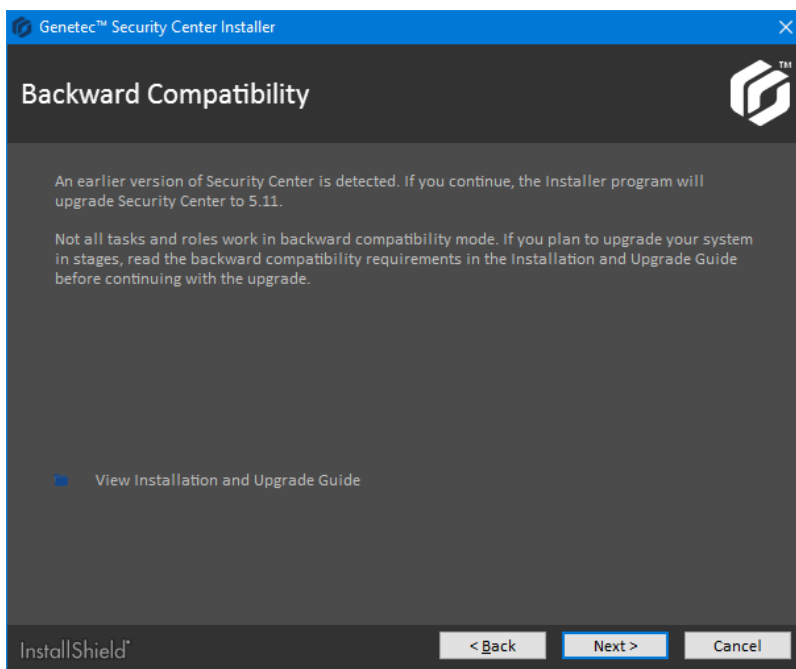 Genetec™ Security Center Installer
Backward Compatibility
TM
An earlier version of Security Center is detected. If you continue, the Installer program will
upgrade Security Center to 5.11.
Not all tasks and roles work in backward compatibility mode. If you plan to upgrade your system
in stages, read the backward compatibility requirements in the Installation and Upgrade Guide
before continuing with the upgrade.
View Installation and Upgrade Guide
InstallShield
< Back
Next >
Cancel